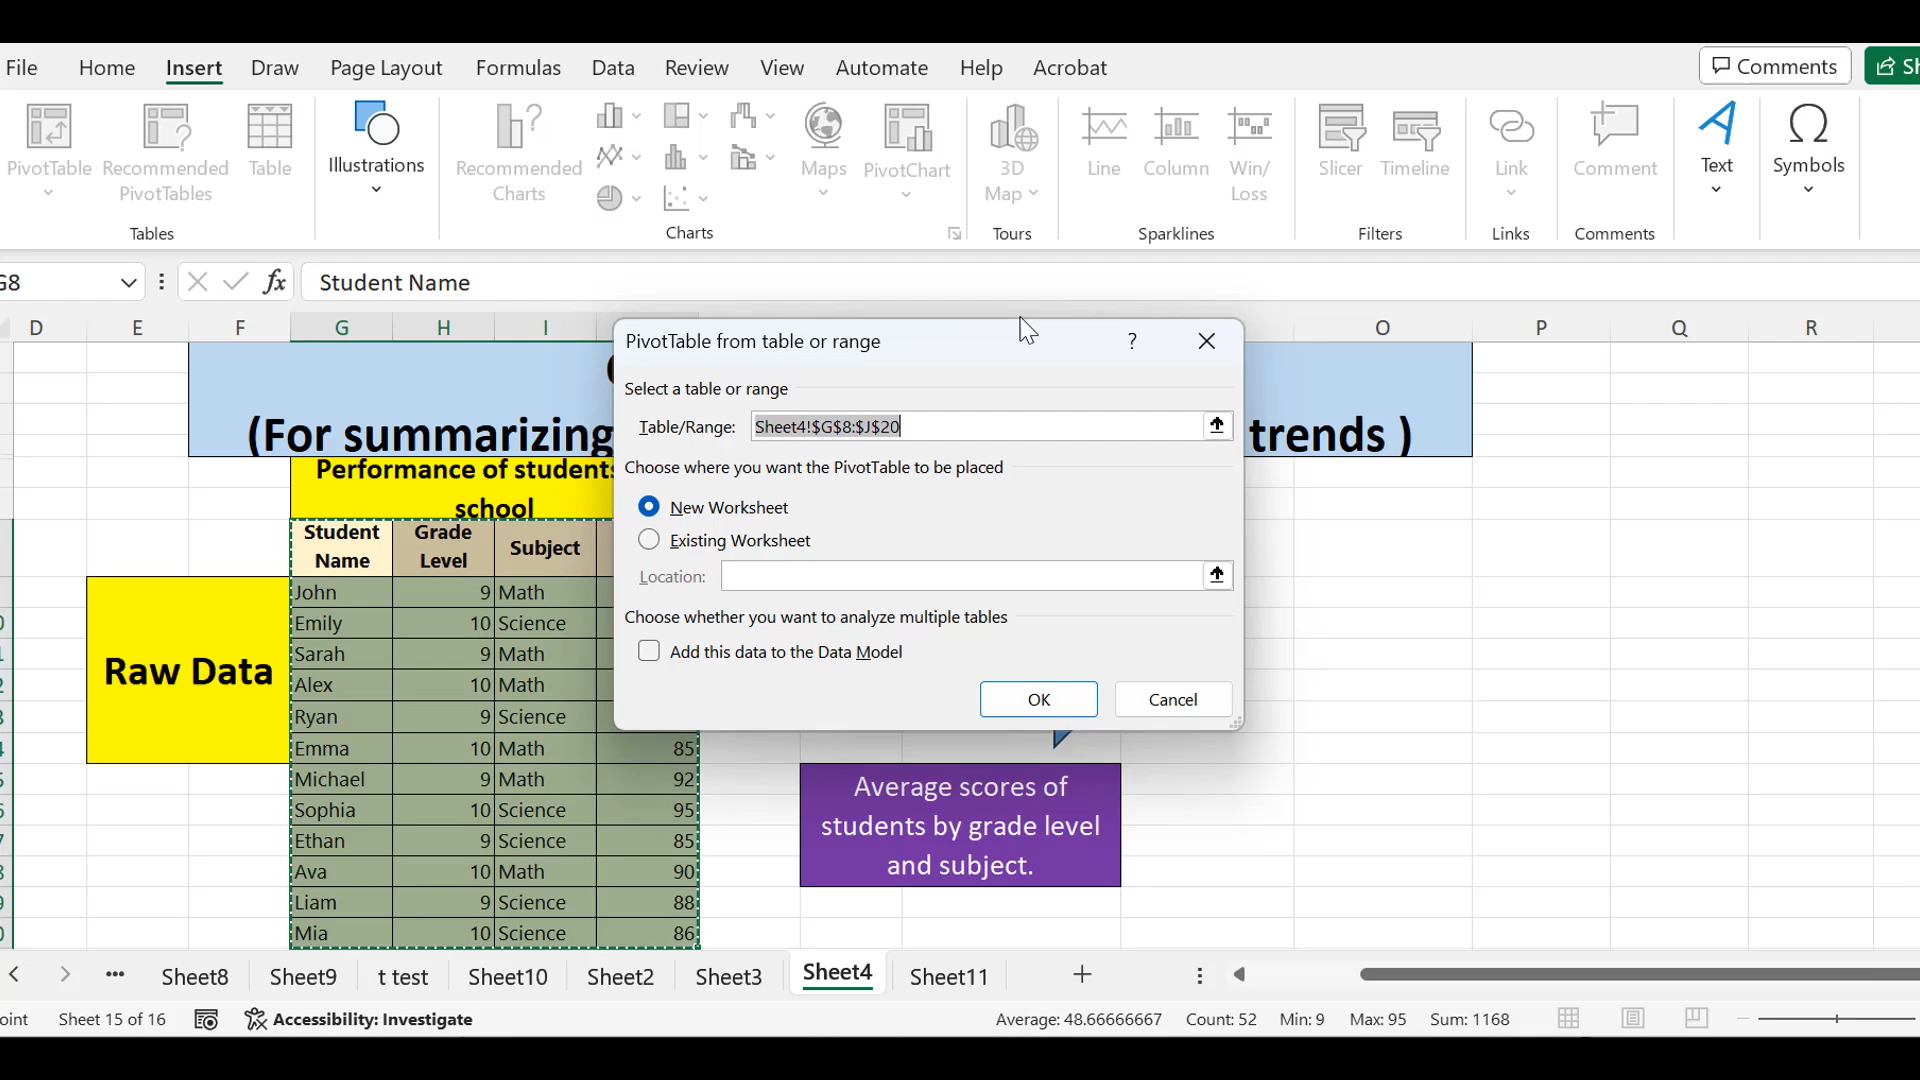 File Home Insert Draw Page Layout Formulas Data Review View Automate Help Acrobat Comments
PivotTable
Recommended
PivotTables
Table
Illustrations
Recommended
Charts
Maps
PivotChart
3D
Map
Line
Column
Win/
Loss
Slicer
Timeline
Link
Comment
Text
Symbols
Tables Charts Tours Sparklines Filters Links Comments
G8 fx Student Name
D E F G H I O P Q R
(For summarizing trends )
Performance of students
school
Student
Name
Grade
Level
Subject
John 9 Math
Emily 10 Science
Sarah 9 Math
Alex 10 Math
Ryan 9 Science
Emma 10 Math 85
Michael 9 Math 92
Sophia 10 Science 95
Ethan 9 Science 85
Ava 10 Math 90
Liam 9 Science 88
Mia 10 Science 86
Raw Data
PivotTable from table or range ?
Select a table or range
Table/Range: Sheet4!$G$8:$J$20
Choose where you want the PivotTable to be placed
New Worksheet
Existing Worksheet
Location:
Choose whether you want to analyze multiple tables
Add this data to the Data Model
OK Cancel
Average scores of
students by grade level
and subject.
Sheet8 Sheet9 t test Sheet10 Sheet2 Sheet3 Sheet4 Sheet11
oint Sheet 15 of 16 Accessibility: Investigate Average: 48.66666667 Count: 52 Min: 9 Max: 95 Sum: 1168